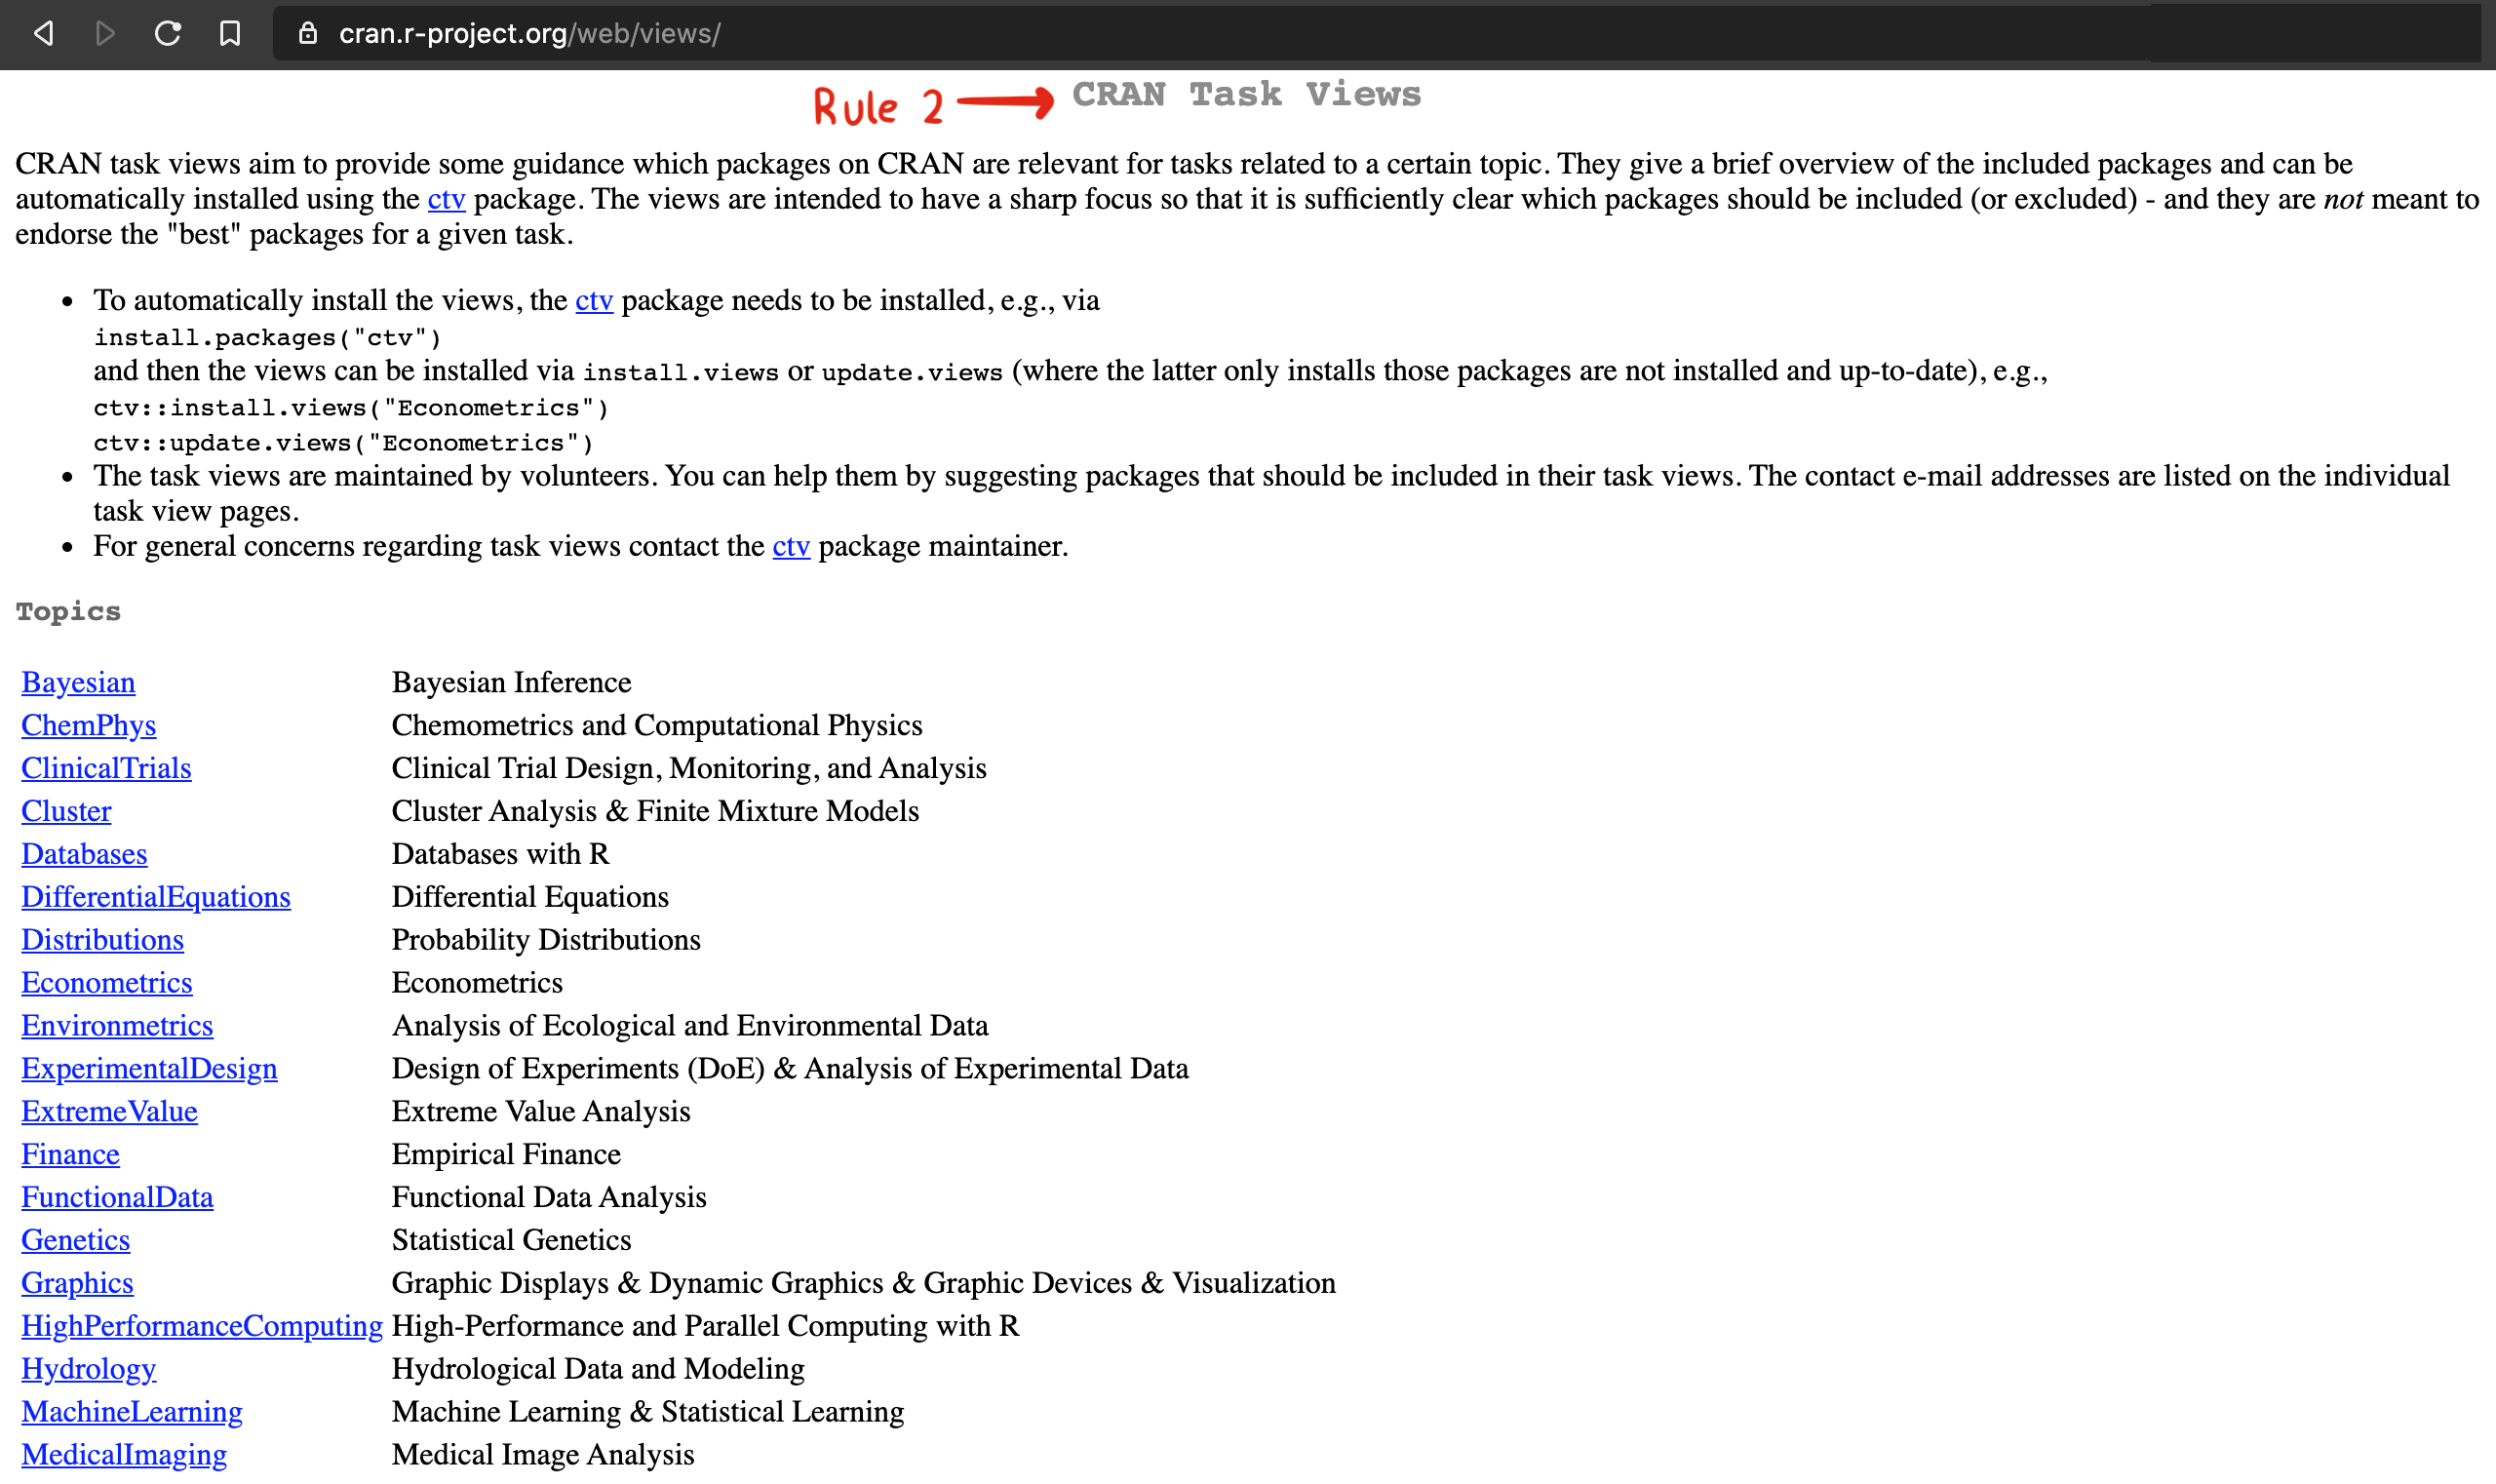 cran.r-project.org/web/views/
Rule 2 CRAN Task Views
CRAN task views aim to provide some guidance which packages on CRAN are relevant for tasks related to a certain topic. They give a brief overview of the included packages and can be
automatically installed using the ctv package. The views are intended to have a sharp focus so that it is sufficiently clear which packages should be included (or excluded) - and they are not meant to
endorse the "best" packages for a given task.
• To automatically install the views, the ctv package needs to be installed, e.g., via
install.packages("ctv")
and then the views can be installed via install.views or update.views (where the latter only installs those packages are not installed and up-to-date), e.g.,
ctv::install.views("Econometrics")
ctv::update.views("Econometrics")
• The task views are maintained by volunteers. You can help them by suggesting packages that should be included in their task views. The contact e-mail addresses are listed on the individual
task view pages.
• For general concerns regarding task views contact the ctv package maintainer.
Topics
Bayesian Bayesian Inference
ChemPhys Chemometrics and Computational Physics
ClinicalTrials Clinical Trial Design, Monitoring, and Analysis
Cluster Cluster Analysis & Finite Mixture Models
Databases Databases with R
DifferentialEquations Differential Equations
Distributions Probability Distributions
Econometrics Econometrics
Environmetrics Analysis of Ecological and Environmental Data
ExperimentalDesign Design of Experiments (DoE) & Analysis of Experimental Data
ExtremeValue Extreme Value Analysis
Finance Empirical Finance
FunctionalData Functional Data Analysis
Genetics Statistical Genetics
Graphics Graphic Displays & Dynamic Graphics & Graphic Devices & Visualization
HighPerformanceComputing High-Performance and Parallel Computing with R
Hydrology Hydrological Data and Modeling
MachineLearning Machine Learning & Statistical Learning
MedicalImaging Medical Image Analysis